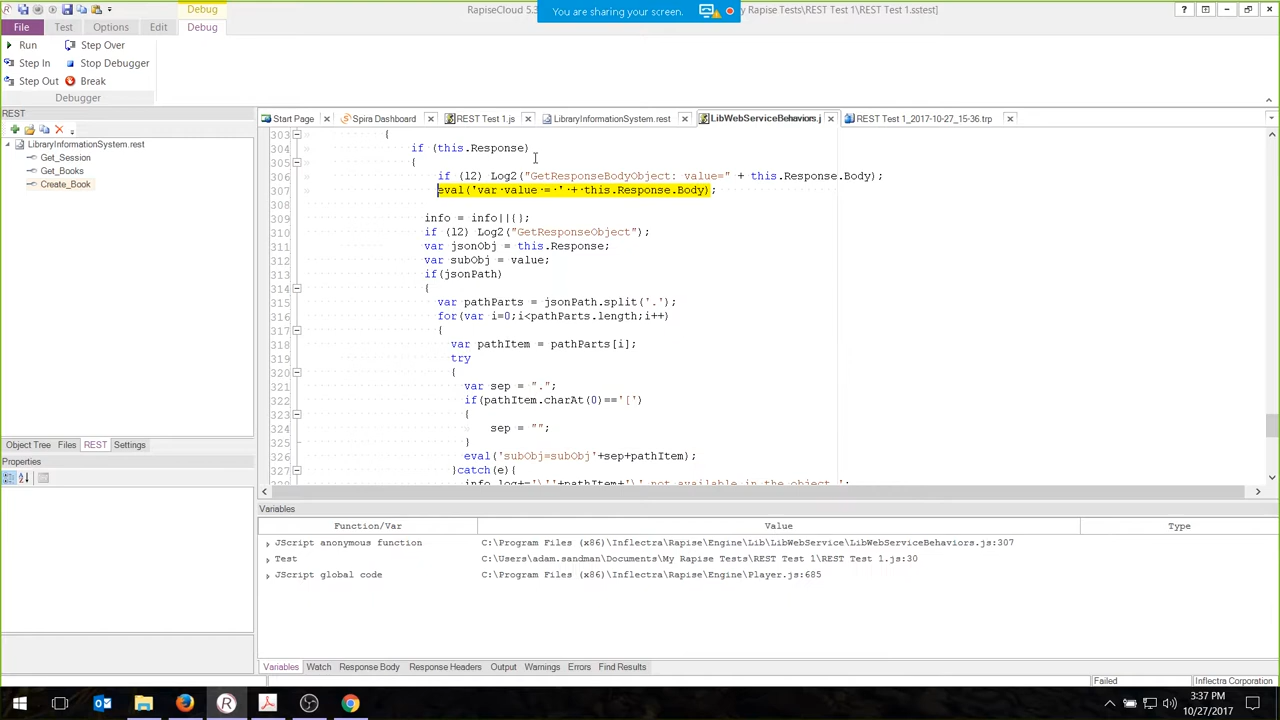 Debug
RapiseCloud 5.3
You are sharing your screen.
y Rapise Tests\REST Test 1\REST Test 1.sstest]
File Test Options Edit Debug
Run Step Over
Step In Stop Debugger
Step Out Break
Debugger
REST
Start Page Spira Dashboard REST Test 1.js LibraryInformationSystem.rest LibWebServiceBehaviors.j REST Test 1_2017-10-27_15-36.trp
LibraryInformationSystem.rest
Get_Session
Get_Books
Create_Book
303 {
304 if (this.Response)
305 {
306 if (l2) Log2("GetResponseBodyObject: value=" + this.Response.Body);
307 eval('var value = ' + this.Response.Body);
309 info = info||{};
310 if (l2) Log2("GetResponseObject");
311 var jsonObj = this.Response;
312 var subObj = value;
313 if(jsonPath)
314 {
315 var pathParts = jsonPath.split('.');
316 for(var i=0;i<pathParts.length;i++)
317 {
318 var pathItem = pathParts[i];
319 try
320 {
321 var sep = ".";
322 if(pathItem.charAt(0)=='[')
323 {
324 sep = "";
325 }
326 eval('subObj=subObj'+sep+pathItem);
327 }catch(e){
info.log+='\''+pathItem+'\' not available in the object.';
Object Tree Files REST Settings
Properties
Variables
Function/Var Value Type
JScript anonymous function C:\Program Files (x86)\Inflectra\Rapise\Engine\Lib\LibWebService\LibWebServiceBehaviors.js:307
Test C:\Users\adam.sandman\Documents\My Rapise Tests\REST Test 1\REST Test 1.js:30
JScript global code C:\Program Files (x86)\Inflectra\Rapise\Engine\Player.js:685
Variables Watch Response Body Response Headers Output Warnings Errors Find Results
Failed Inflectra Corporation
3:37 PM
10/27/2017